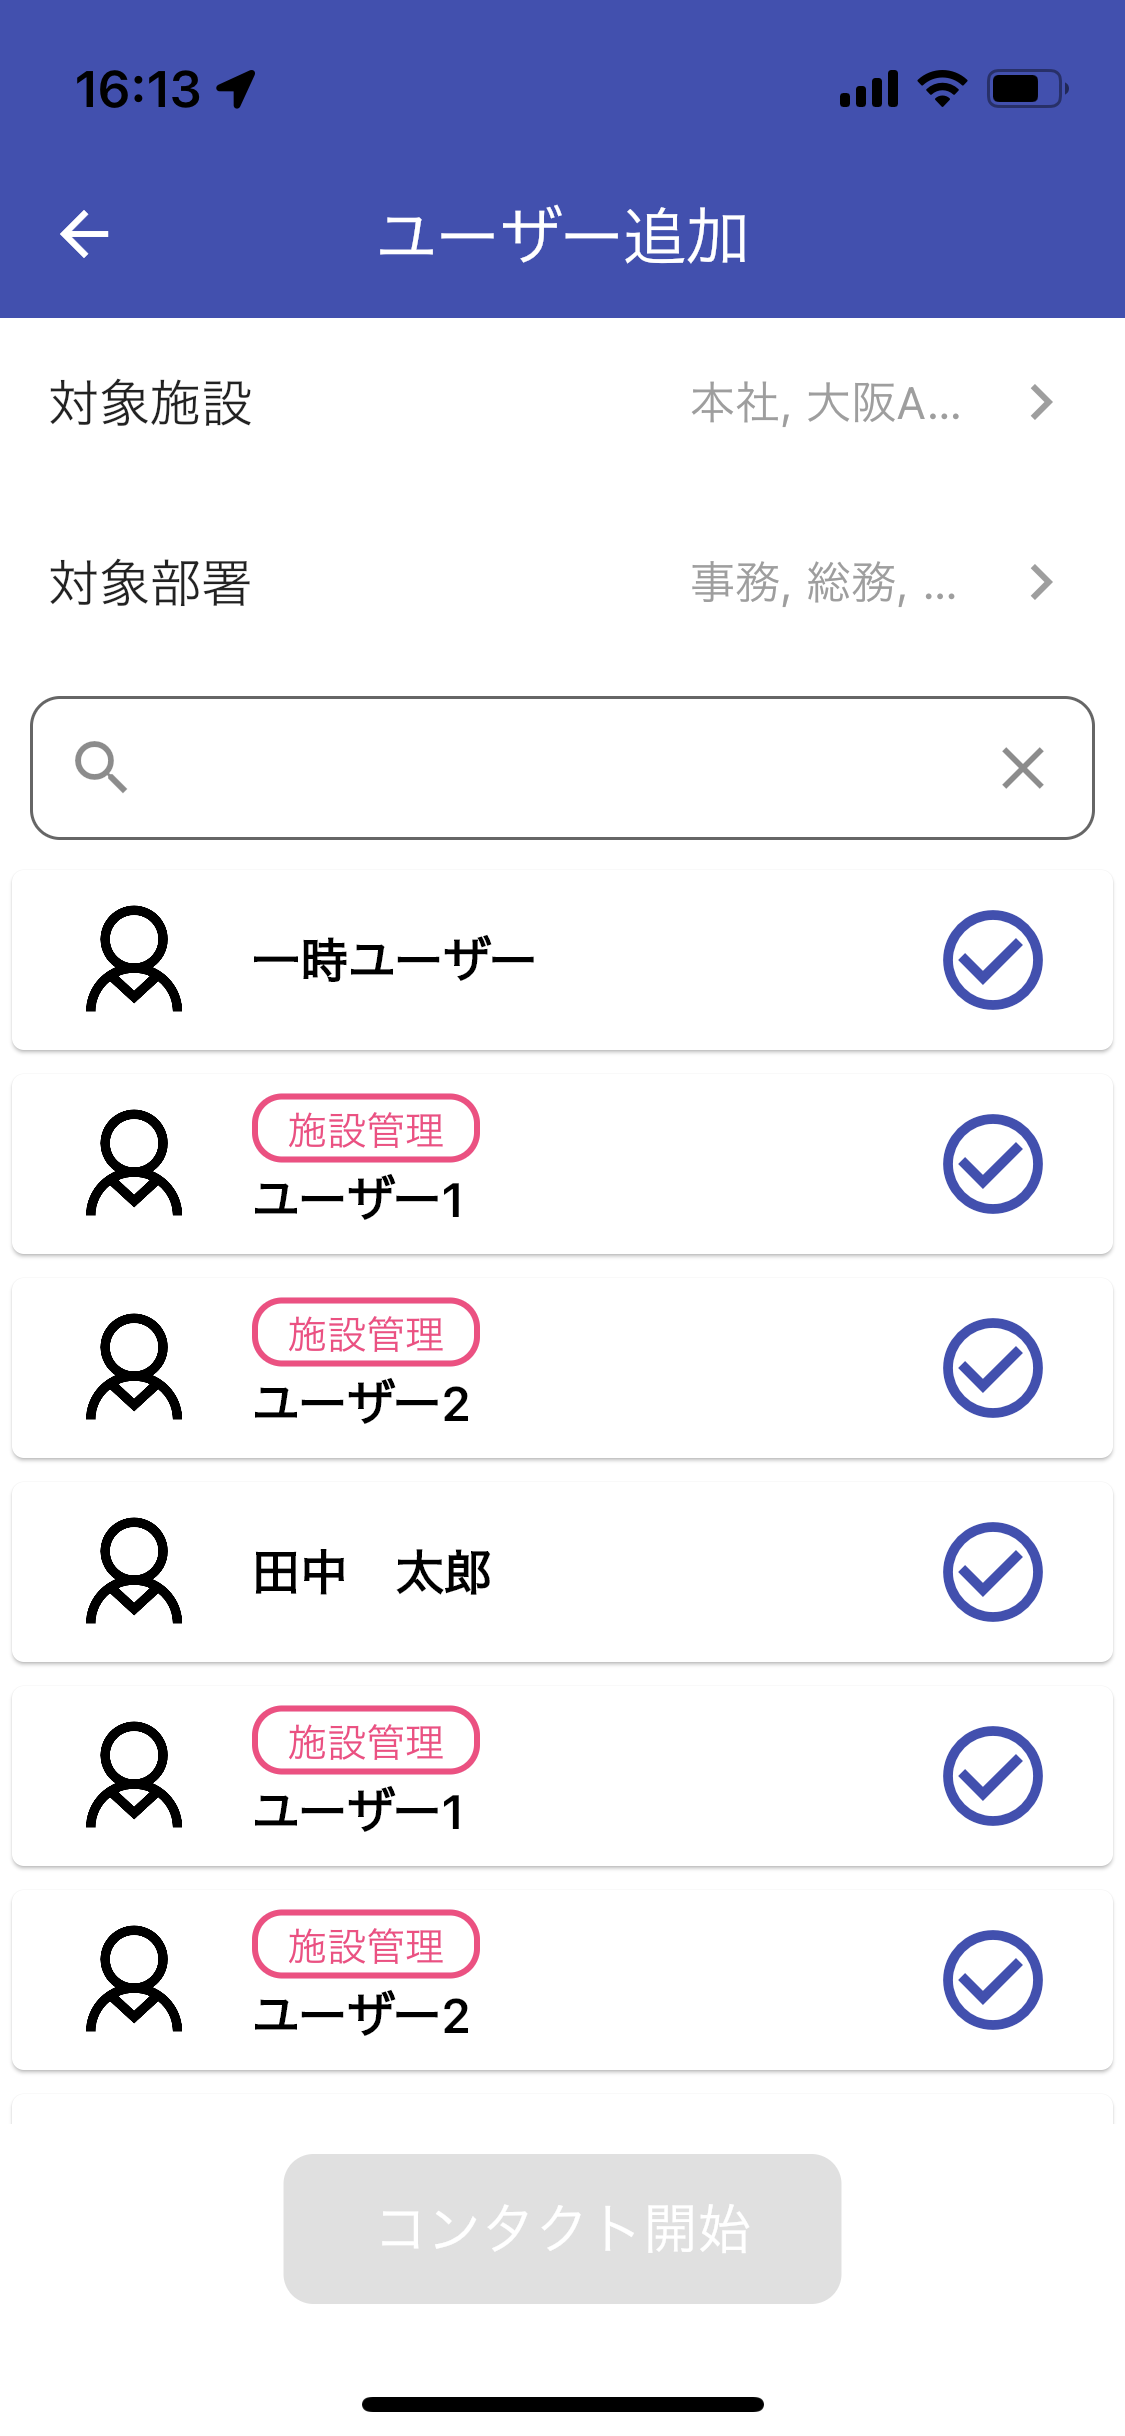 16:13
ユーザー追加
対象施設 本社, 大阪A...
対象部署 事務, 総務, ...
一時ユーザー
施設管理
ユーザー1
施設管理
ユーザー2
田中　太郎
施設管理
ユーザー1
施設管理
ユーザー2
コンタクト開始